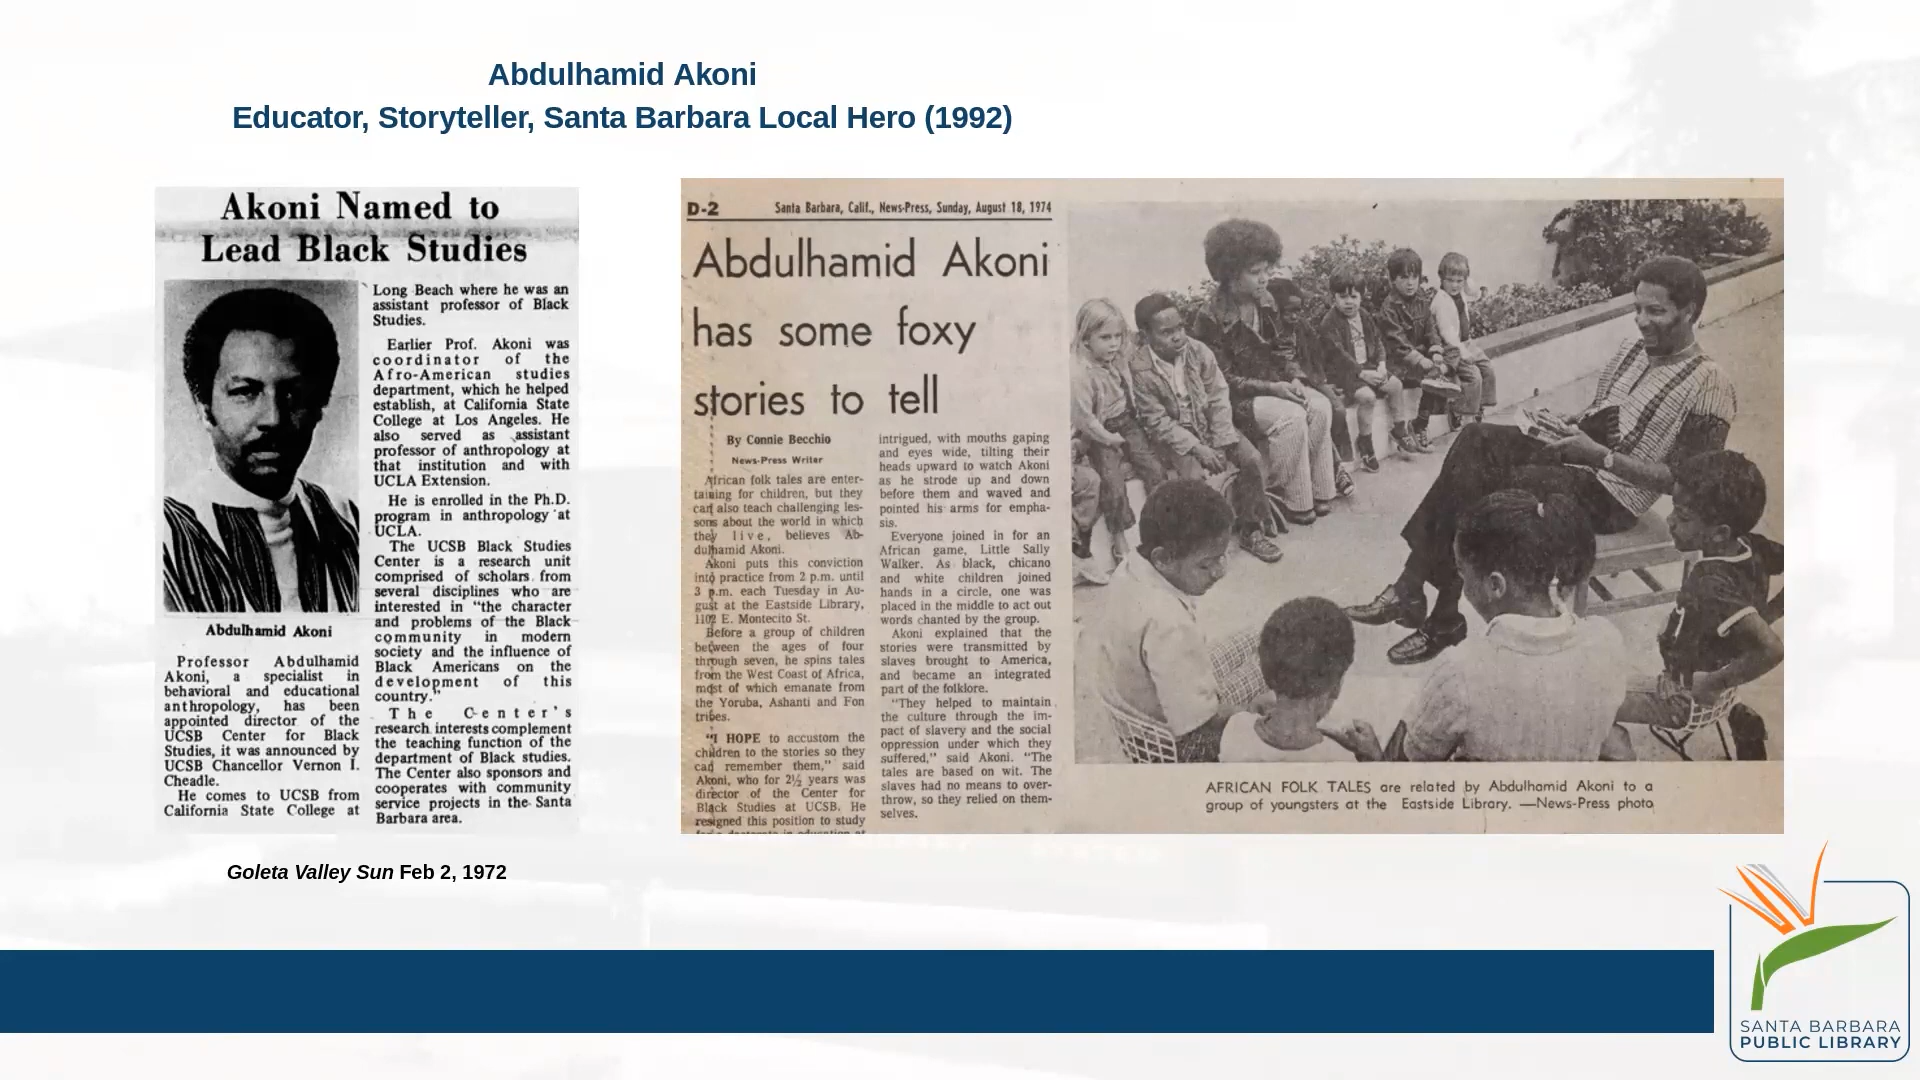 Abdulhamid Akoni
Educator, Storyteller, Santa Barbara Local Hero (1992)
Akoni Named to
Lead Black Studies
Abdulhamid Akoni
Professor Abdulhamid
Akoni, a specialist in
behavioral and educational
anthropology, has been
appointed director of the
UCSB Center for Black
Studies, it was announced by
UCSB Chancellor Vernon I.
Cheadle.
He comes to UCSB from
California State College at
Long Beach where he was an
assistant professor of Black
Studies.
Earlier Prof. Akoni was
coordinator of the
Afro-American studies
department, which he helped
establish, at California State
College at Los Angeles. He
also served as assistant
professor of anthropology at
that institution and with
UCLA Extension.
He is enrolled in the Ph.D.
program in anthropology at
UCLA.
The UCSB Black Studies
Center is a research unit
comprised of scholars from
several disciplines who are
interested in "the character
and problems of the Black
community in modern
society and the influence of
Black Americans on the
development of this
country."
The Center's
research interests complement
the teaching function of the
department of Black studies.
The Center also sponsors and
cooperates with community
service projects in the Santa
Barbara area.
Goleta Valley Sun Feb 2, 1972
D-2 Santa Barbara, Calif., News-Press, Sunday, August 18, 1974
Abdulhamid Akoni
has some foxy
stories to tell
By Connie Becchio
News-Press Writer
African folk tales are enter-
taining for children, but they
can also teach challenging les-
sons about the world in which
they live, believes Ab-
dulhamid Akoni.
Akoni puts this conviction
into practice from 2 p.m. until
3 p.m. each Tuesday in Au-
gust at the Eastside Library,
1102 E. Montecito St.
Before a group of children
between the ages of four
through seven, he spins tales
from the West Coast of Africa,
most of which emanate from
the Yoruba, Ashanti and Fon
tribes.
"I HOPE to accustom the
children to the stories so they
can remember them," said
Akoni, who for 2½ years was
director of the Center for
Black Studies at UCSB. He
resigned this position to study
intrigued, with mouths gaping
and eyes wide, tilting their
heads upward to watch Akoni
as he strode up and down
before them and waved and
pointed his arms for empha-
sis.
Everyone joined in for an
African game, Little Sally
Walker. As black, chicano
and white children joined
hands in a circle, one was
placed in the middle to act out
words chanted by the group.
Akoni explained that the
stories were transmitted by
slaves brought to America,
and became an integrated
part of the folklore.
"They helped to maintain
the culture through the im-
pact of slavery and the social
oppression under which they
suffered," said Akoni. "The
tales are based on wit. The
slaves had no means to over-
throw, so they relied on them-
selves.
AFRICAN FOLK TALES are related by Abdulhamid Akoni to a
group of youngsters at the Eastside Library. —News-Press photo
SANTA BARBARA
PUBLIC LIBRARY